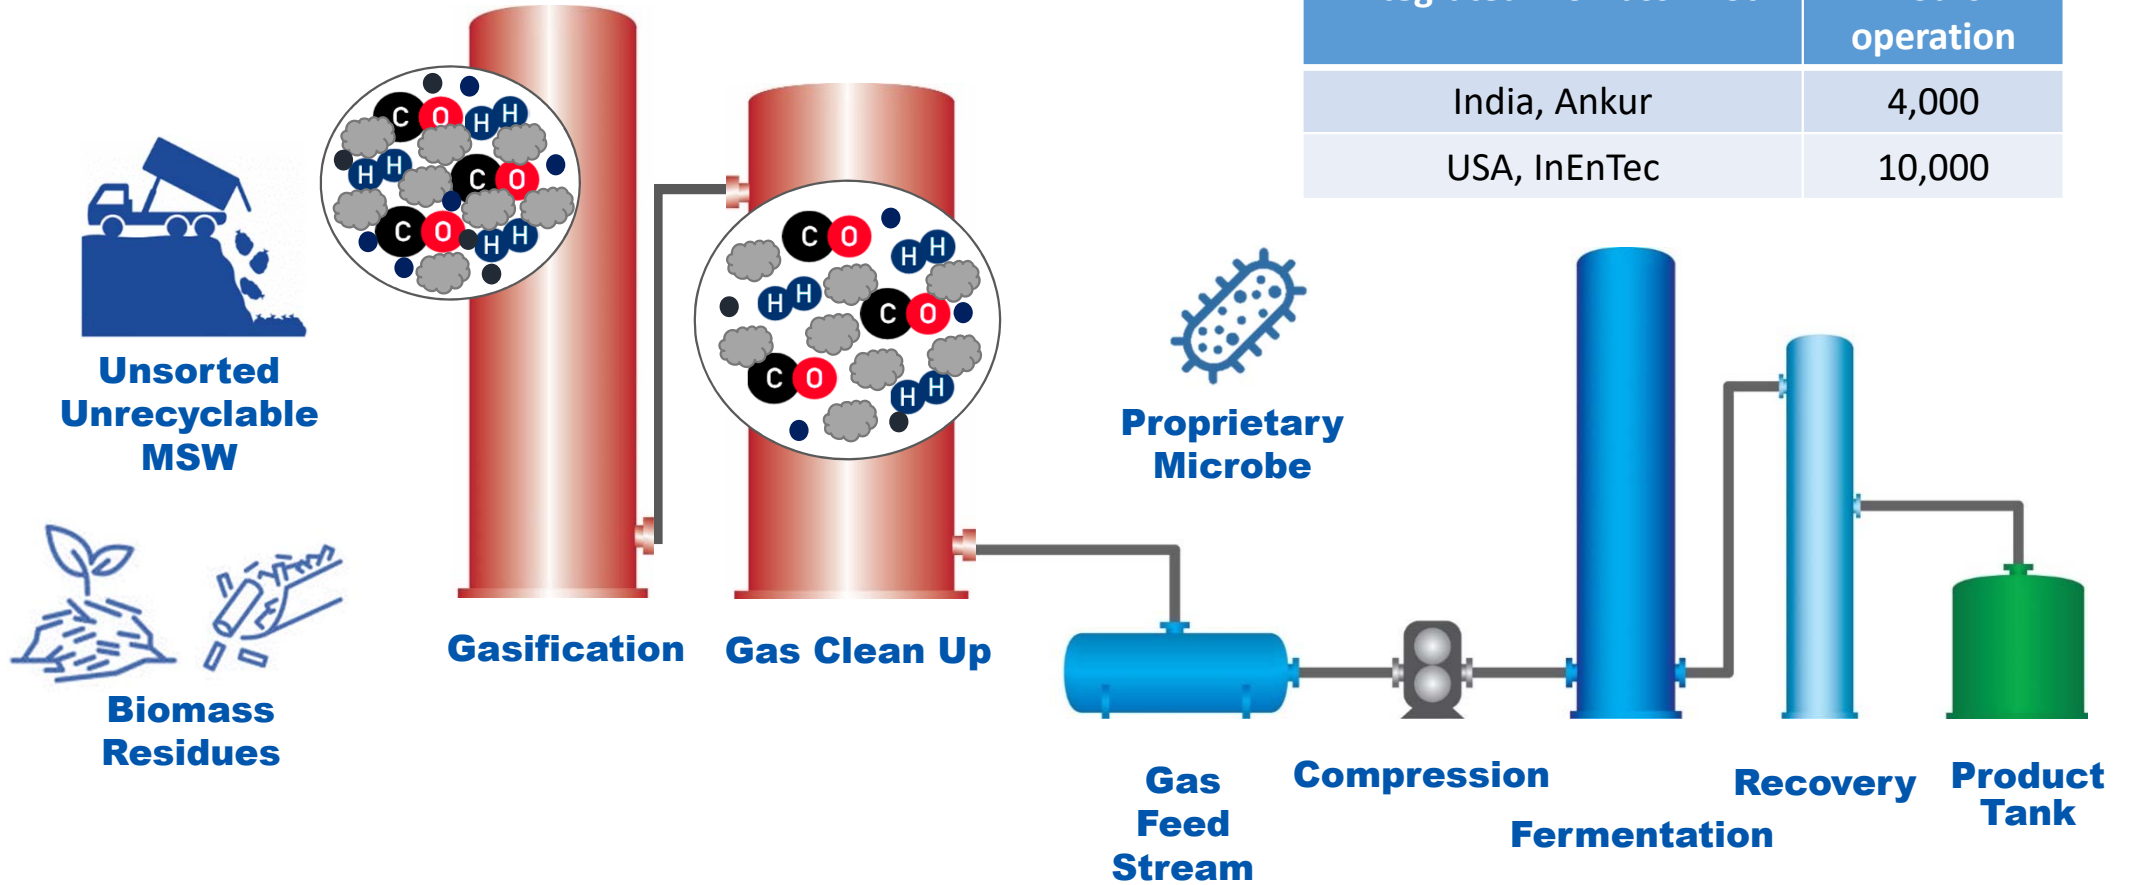 operation
India, Ankur 4,000
USA, InEnTec 10,000
C O H H
H H C O
C O H H
C O H H
H H C O
C O H H
Unsorted
Unrecyclable
MSW
Proprietary
Microbe
Biomass
Residues
Gasification
Gas Clean Up
Gas
Feed
Stream
Compression
Fermentation
Recovery
Product
Tank